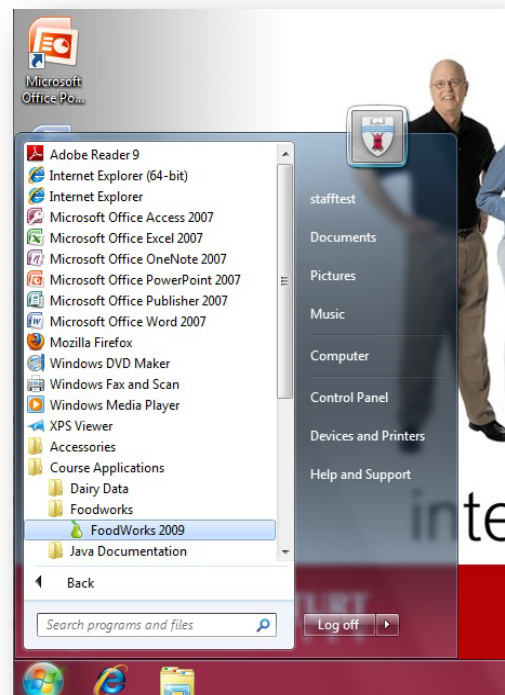 Microsoft
Office Po...
Adobe Reader 9
Internet Explorer (64-bit)
Internet Explorer
Microsoft Office Access 2007
Microsoft Office Excel 2007
Microsoft Office OneNote 2007
Microsoft Office PowerPoint 2007
Microsoft Office Publisher 2007
Microsoft Office Word 2007
Mozilla Firefox
Windows DVD Maker
Windows Fax and Scan
Windows Media Player
XPS Viewer
Accessories
Course Applications
Dairy Data
Foodworks
FoodWorks 2009
Java Documentation
Back
Search programs and files
stafftest
Documents
Pictures
Music
Computer
Control Panel
Devices and Printers
Help and Support
Log off
inte